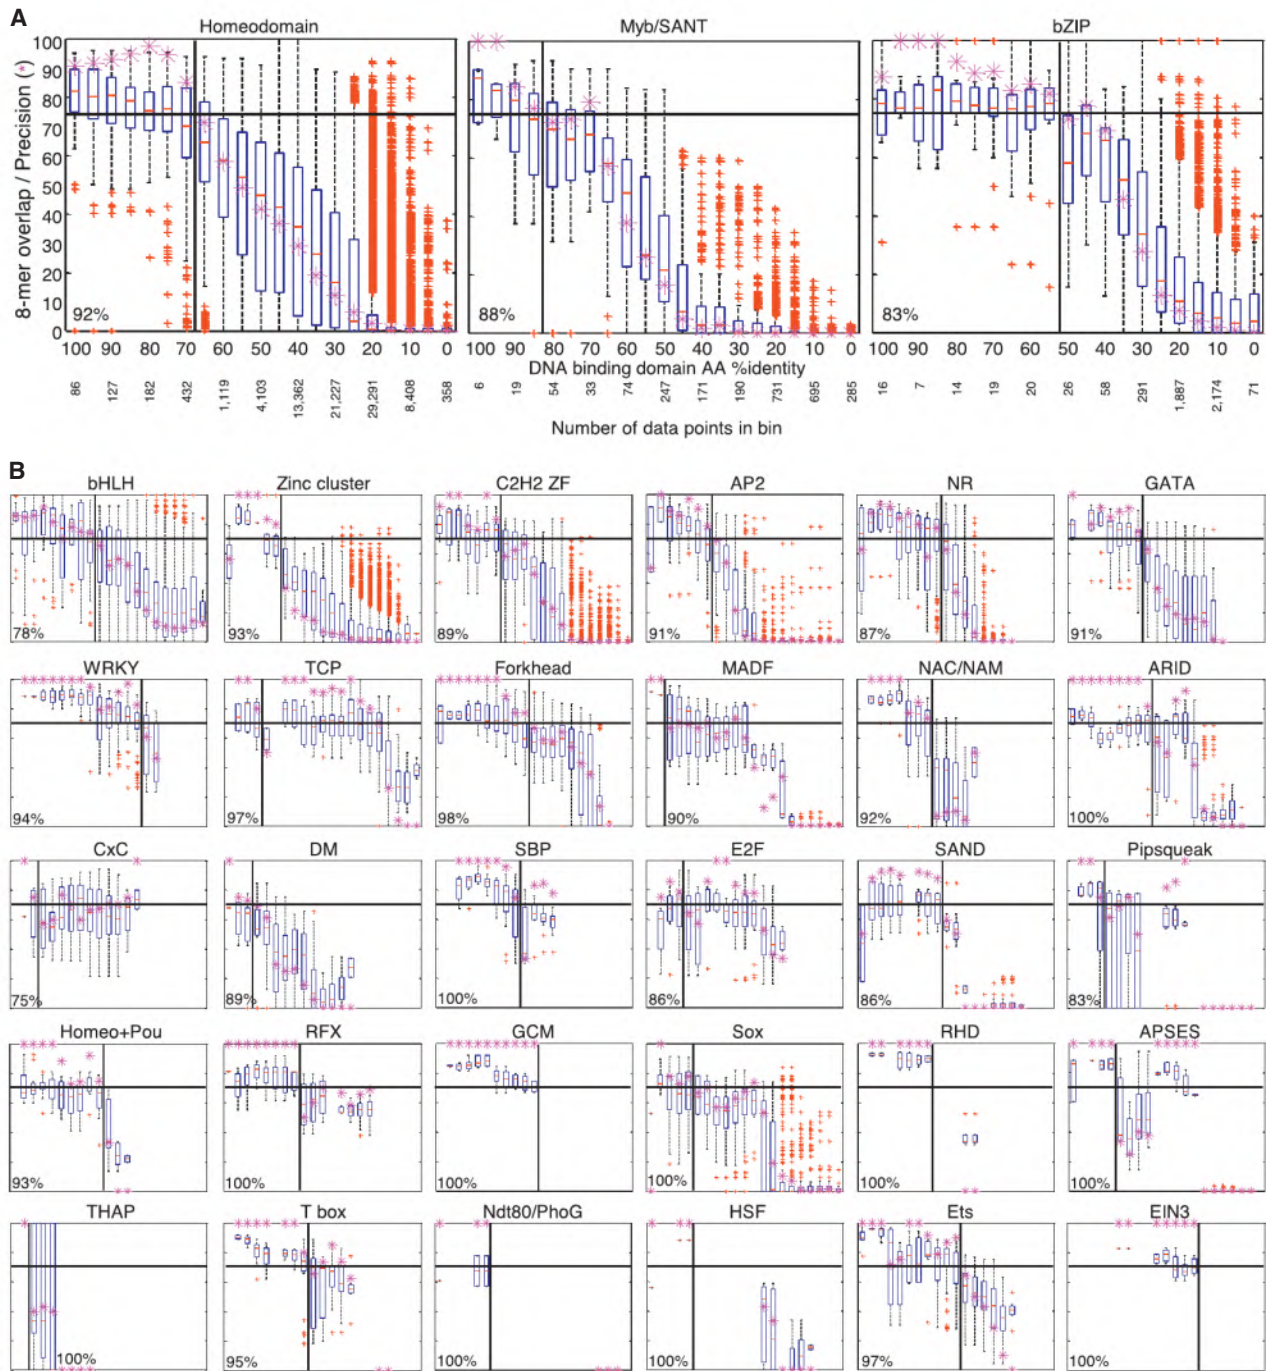 A
Homeodomain
Myb/SANT
bZIP
8-mer overlap / Precision (*)
100
90
80
70
60
50
40
30
20
10
0
92%
88%
83%
100 90 80 70 60 50 40 30 20 10 0
100 90 80 70 60 50 40 30 20 10 0
100 90 80 70 60 50 40 30 20 10 0
DNA binding domain AA %identity
86 127 182 432 1,119 4,103 13,362 21,227 29,291 8,408 358
6 19 54 33 74 247 171 190 731 695 285
16 7 14 19 20 26 58 291 1,887 2,174 71
Number of data points in bin
B
bHLH
Zinc cluster
C2H2 ZF
AP2
NR
GATA
78%
93%
89%
91%
87%
91%
WRKY
TCP
Forkhead
MADF
NAC/NAM
ARID
94%
97%
98%
90%
92%
100%
CxC
DM
SBP
E2F
SAND
Pipsqueak
75%
89%
100%
86%
86%
83%
Homeo+Pou
RFX
GCM
Sox
RHD
APSES
93%
100%
100%
100%
100%
100%
THAP
T box
Ndt80/PhoG
HSF
Ets
EIN3
100%
95%
100%
100%
97%
100%